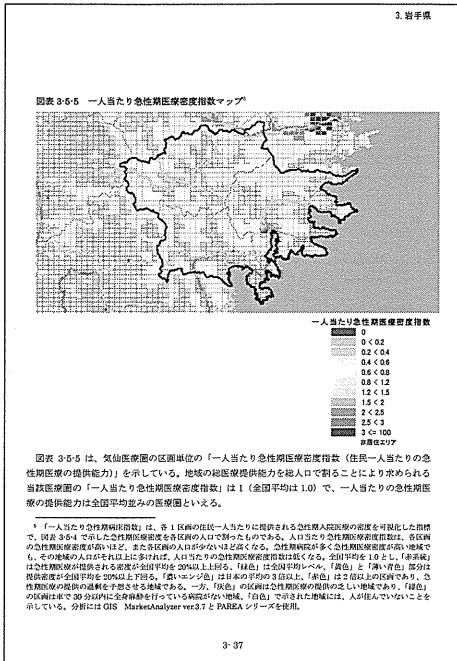 3. 岩手県
図表 3-5-5 一人当たり急性期医療密度指数マップ⁵
一人当たり急性期医療密度指数
0
0 < 0.2
0.2 < 0.4
0.4 < 0.6
0.6 < 0.8
0.8 < 1.2
1.2 < 1.5
1.5 < 2
2 < 2.5
2.5 < 3
3 <= 100
非居住エリア
図表 3-5-5 は、気仙医療圏の区画単位の「一人当たり急性期医療密度指数（住民一人当たりの急
性期医療の提供能力）」を示している。地域の総医療提供能力を総人口で割ることにより求められる
当該医療圏の「一人当たり急性期医療密度指数」は 1（全国平均は 1.0）で、一人当たりの急性期医
療の提供能力は全国平均並みの医療圏といえる。
⁵ 「一人当たり急性期病床指数」は、各 1 区画の住民一人当たりに提供される急性期入院医療の密度を可視化した指標
で、図表 3-5-4 で示した急性期医療密度を各区画の人口で割ったものである。人口当たり急性期医療密度指数は、各区画
の急性期医療密度が高いほど、また各区画の人口が少ないほど高くなる。急性期病院が多く急性期医療密度が高い地域で
も、その地域の人口がそれ以上に多ければ、人口当たりの急性期医療密度指数は低くなる。全国平均を 1.0 とし、「赤系統」
は急性期医療が提供される密度が全国平均を 20%以上上回る、「緑色」は全国平均レベル、「黄色」と「薄い青色」部分は
提供密度が全国平均を 20%以上下回る。「濃いエンジ色」は日本の平均の 3 倍以上、「赤色」は 2 倍以上の区画であり、急
性期医療の提供の過剰を予想させる地域である。一方、「灰色」の区画は急性期医療の提供の乏しい地域であり、「緑色」
の区画は車で 30 分以内に全身麻酔を行っている病院がない地域、「白色」で示された地域には、人が住んでいないことを
示している。分析には GIS MarketAnalyzer ver.3.7 と PAREA シリーズを使用。
3- 37